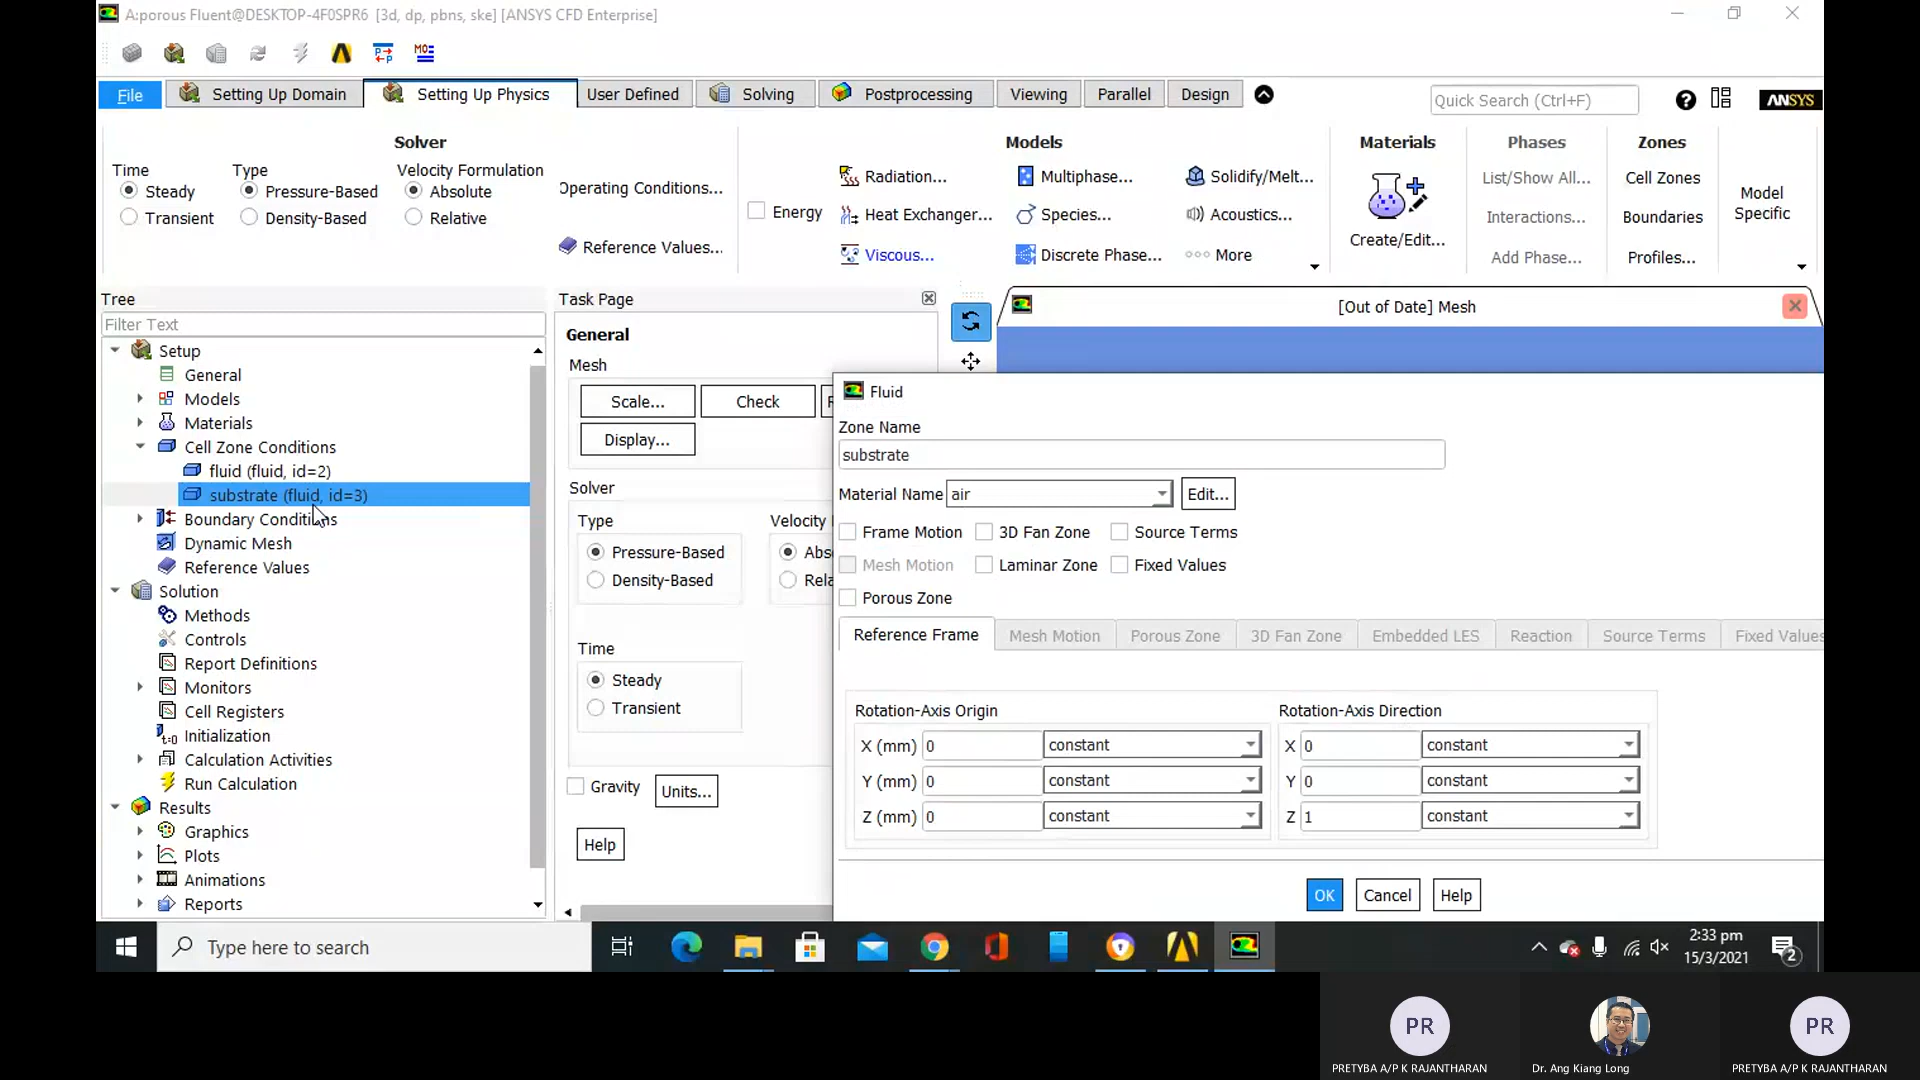 A:porous Fluent@DESKTOP-4F0SPR6 [3d, dp, pbns, ske] [ANSYS CFD Enterprise]
File
Setting Up Domain
Setting Up Physics
User Defined
Solving
Postprocessing
Viewing
Parallel
Design
Quick Search (Ctrl+F)
ANSYS
Solver
Time
Steady
Transient
Type
Pressure-Based
Density-Based
Velocity Formulation
Absolute
Relative
Operating Conditions...
Reference Values...
Models
Energy
Radiation...
Heat Exchanger...
Viscous...
Multiphase...
Species...
Discrete Phase...
Solidify/Melt...
Acoustics...
More
Materials
Create/Edit...
Phases
List/Show All...
Interactions...
Add Phase...
Zones
Cell Zones
Boundaries
Profiles...
Model
Specific
Tree
Filter Text
Setup
General
Models
Materials
Cell Zone Conditions
fluid (fluid, id=2)
substrate (fluid, id=3)
Boundary Conditions
Dynamic Mesh
Reference Values
Solution
Methods
Controls
Report Definitions
Monitors
Cell Registers
Initialization
Calculation Activities
Run Calculation
Results
Graphics
Plots
Animations
Reports
Task Page
General
Mesh
Scale...
Check
Display...
Solver
Type
Pressure-Based
Density-Based
Velocity
Abs
Rela
Time
Steady
Transient
Gravity
Units...
Help
[Out of Date] Mesh
Fluid
Zone Name
substrate
Material Name air
Edit...
Frame Motion
3D Fan Zone
Source Terms
Mesh Motion
Laminar Zone
Fixed Values
Porous Zone
Reference Frame
Mesh Motion
Porous Zone
3D Fan Zone
Embedded LES
Reaction
Source Terms
Fixed Values
Rotation-Axis Origin
X (mm) 0 constant
Y (mm) 0 constant
Z (mm) 0 constant
Rotation-Axis Direction
X 0 constant
Y 0 constant
Z 1 constant
OK
Cancel
Help
Type here to search
2:33 pm
15/3/2021
2
PR
PRETYBA A/P K RAJANTHARAN
Dr. Ang Kiang Long
PR
PRETYBA A/P K RAJANTHARAN